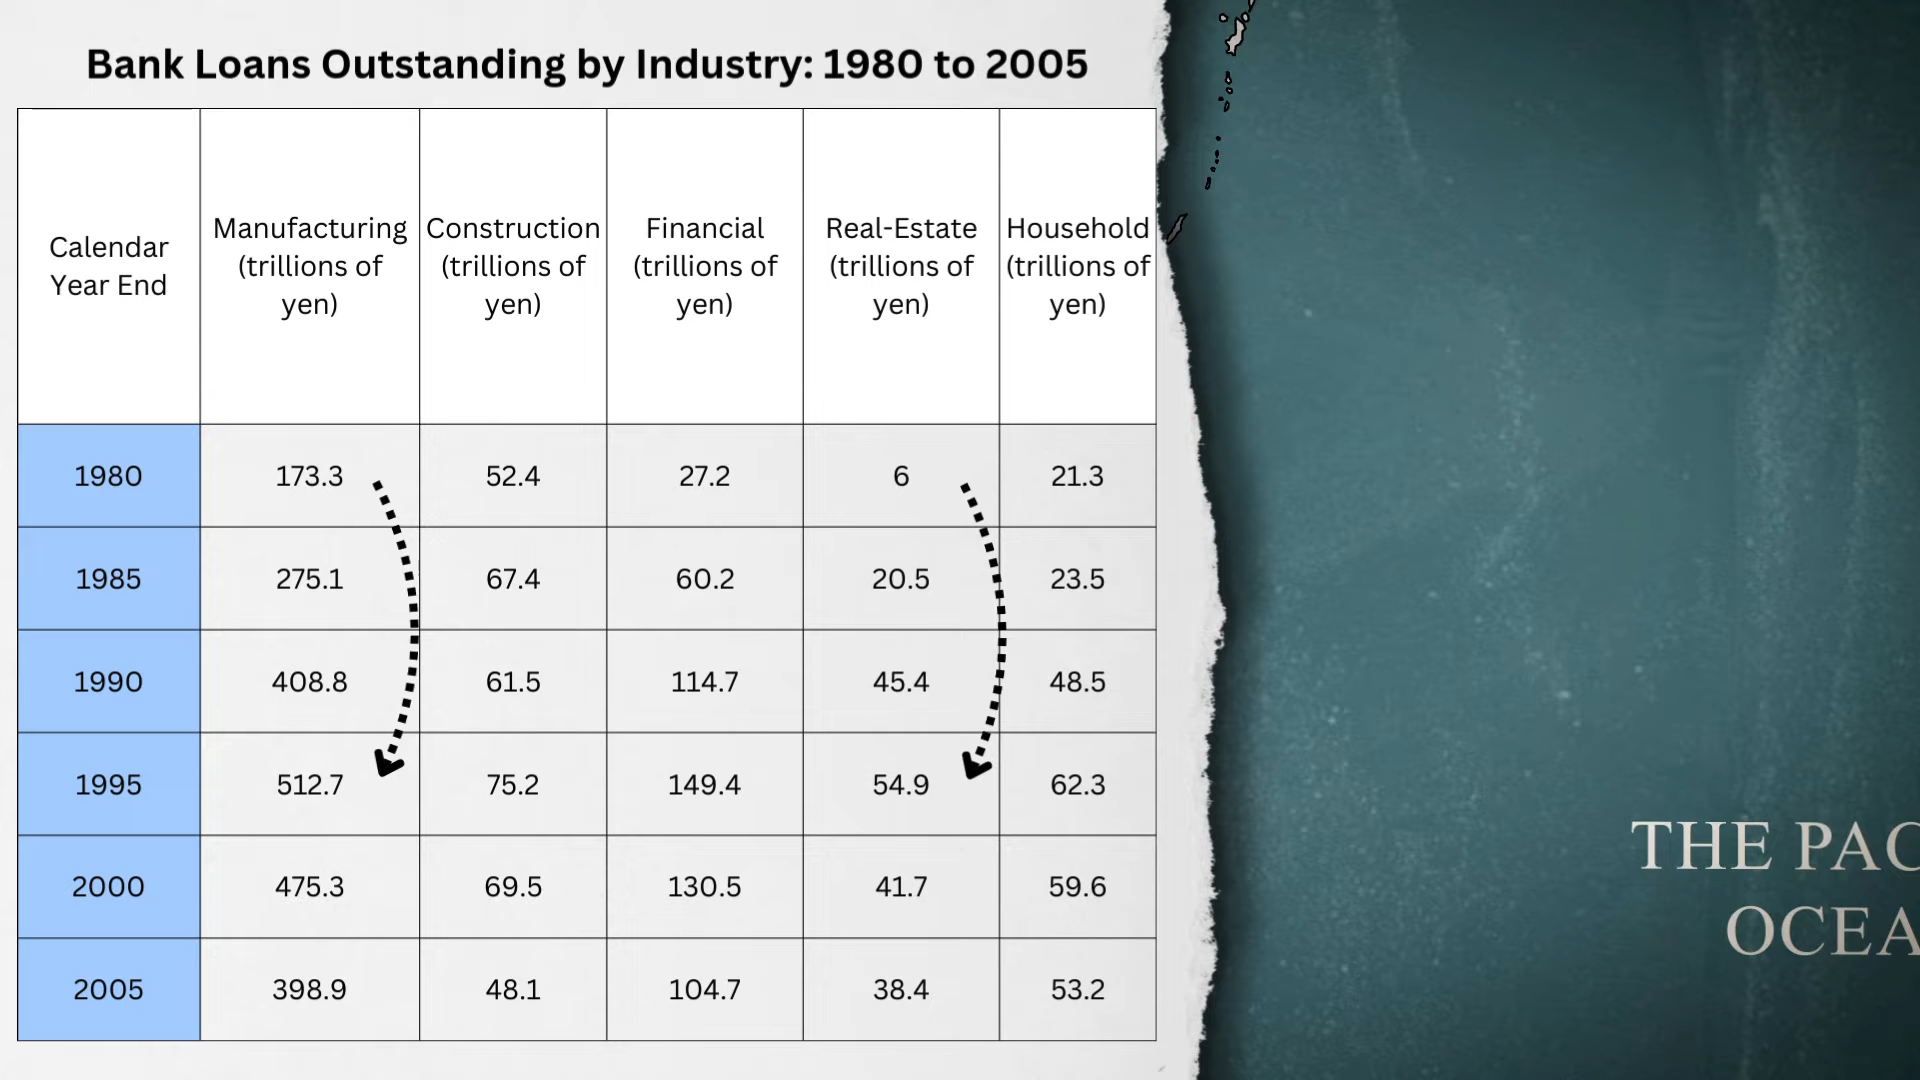 Bank Loans Outstanding by Industry: 1980 to 2005
Calendar Year End | Manufacturing (trillions of yen) | Construction (trillions of yen) | Financial (trillions of yen) | Real-Estate (trillions of yen) | Household (trillions of yen)
1980 | 173.3 | 52.4 | 27.2 | 6 | 21.3
1985 | 275.1 | 67.4 | 60.2 | 20.5 | 23.5
1990 | 408.8 | 61.5 | 114.7 | 45.4 | 48.5
1995 | 512.7 | 75.2 | 149.4 | 54.9 | 62.3
2000 | 475.3 | 69.5 | 130.5 | 41.7 | 59.6
2005 | 398.9 | 48.1 | 104.7 | 38.4 | 53.2
THE PAC
OCEA